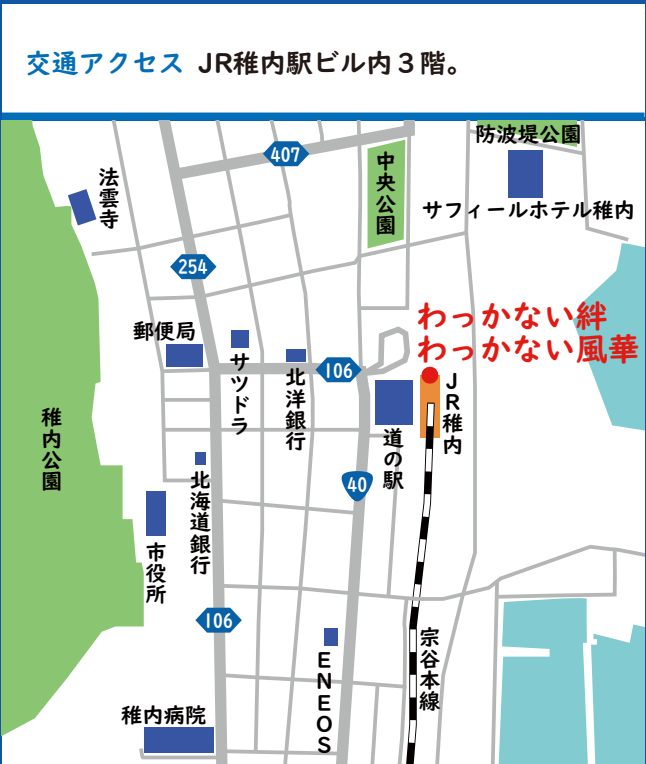 交通アクセス JR稚内駅ビル内３階。
防波堤公園
407
中央公園
法雲寺
サフィールホテル稚内
254
わっかない絆
わっかない風華
郵便局
サツドラ
北洋銀行
106
JR稚内
道の駅
稚内公園
北海道銀行
40
市役所
106
宗谷本線
ENEOS
稚内病院